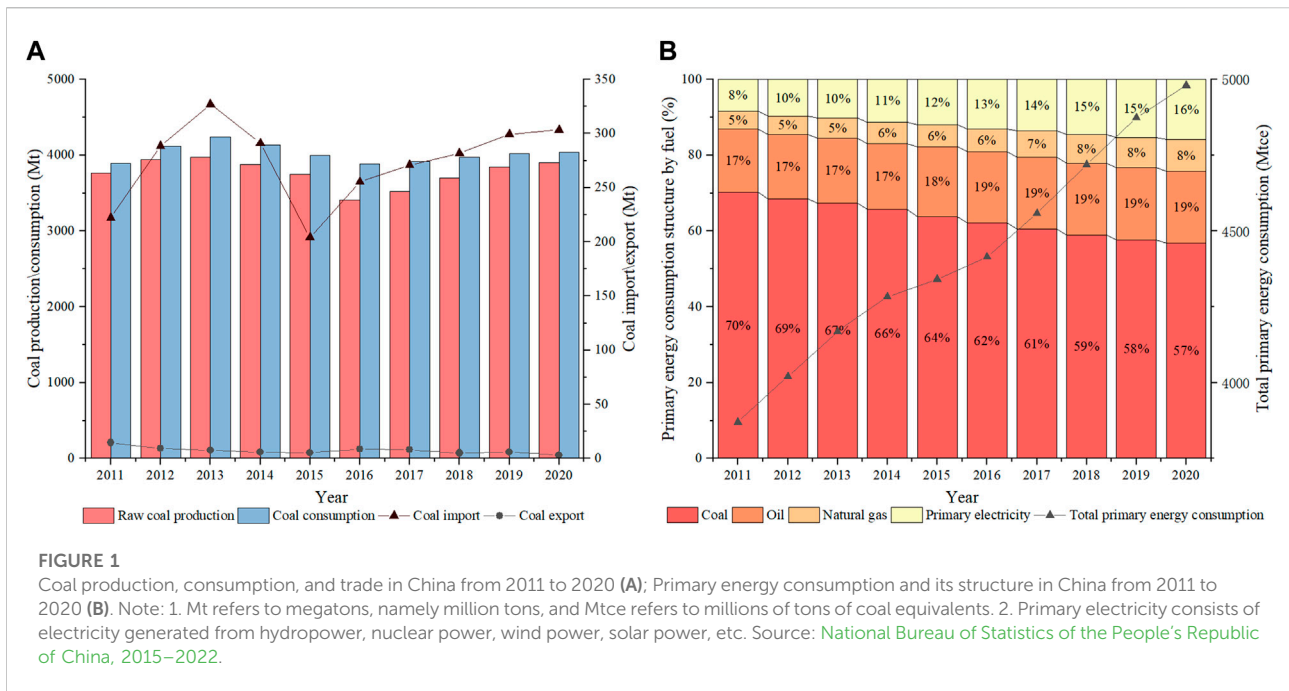 A
B
Coal production\consumption (Mt)
5000
4000
3000
2000
1000
0
350
300
250
200
150
100
50
0
Coal import\export (Mt)
2011 2012 2013 2014 2015 2016 2017 2018 2019 2020
Year
Raw coal production Coal consumption Coal import Coal export
Primary energy consumption structure by fuel (%)
100
80
60
40
20
0
8% 10% 10% 11% 12% 13% 14% 15% 15% 16%
5% 5% 5% 6% 6% 6% 7% 8% 8% 8%
17% 17% 17% 17% 18% 19% 19% 19% 19% 19%
70% 69% 67% 66% 64% 62% 61% 59% 58% 57%
5000
4500
4000
Total primary energy consumption (Mtce)
2011 2012 2013 2014 2015 2016 2017 2018 2019 2020
Year
Coal Oil Natural gas Primary electricity Total primary energy consumption
FIGURE 1
Coal production, consumption, and trade in China from 2011 to 2020 (A); Primary energy consumption and its structure in China from 2011 to
2020 (B). Note: 1. Mt refers to megatons, namely million tons, and Mtce refers to millions of tons of coal equivalents. 2. Primary electricity consists of
electricity generated from hydropower, nuclear power, wind power, solar power, etc. Source: National Bureau of Statistics of the People's Republic
of China, 2015–2022.